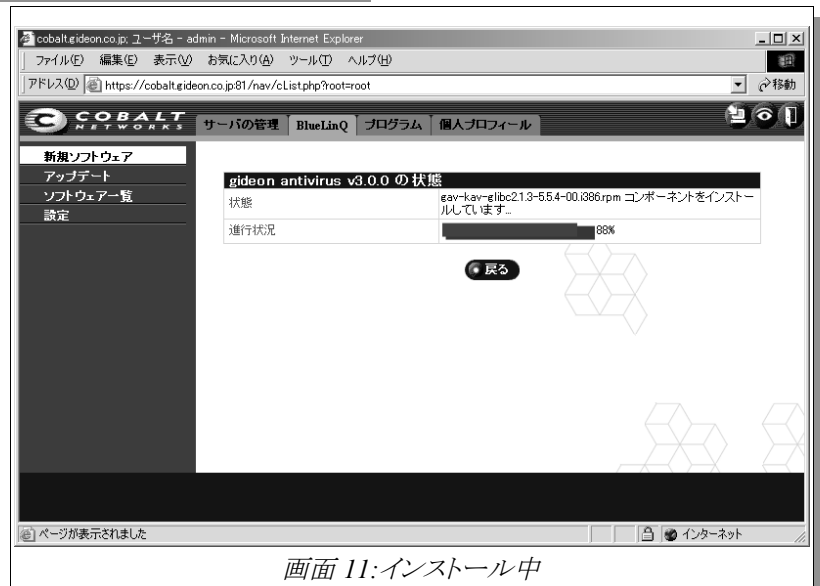 cobalt.gideon.co.jp: ユーザ名 - admin - Microsoft Internet Explorer
ファイル(F) 編集(E) 表示(V) お気に入り(A) ツール(T) ヘルプ(H)
アドレス(D) https://cobalt.gideon.co.jp:81/nav/cList.php?root=root 移動
COBALT
NETWORKS
サーバの管理 BlueLinQ プログラム 個人プロフィール
新規ソフトウェア
アップデート
ソフトウェア一覧
設定
gideon antivirus v3.0.0 の状態
状態 gav-kav-glibc2.1.3-5.5.4-00.i386.rpm コンポーネントをインストー
ルしています...
進行状況 88%
戻る
ページが表示されました インターネット
画面 11:インストール中